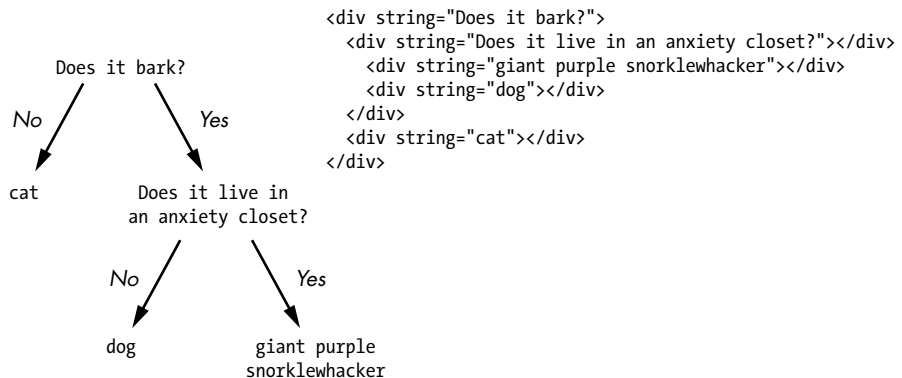 Does it bark?
No
Yes
cat
Does it live in
an anxiety closet?
No
Yes
dog
giant purple
snorklewhacker
<div string="Does it bark?">
<div string="Does it live in an anxiety closet?"></div>
<div string="giant purple snorklewhacker"></div>
<div string="dog"></div>
</div>
<div string="cat"></div>
</div>